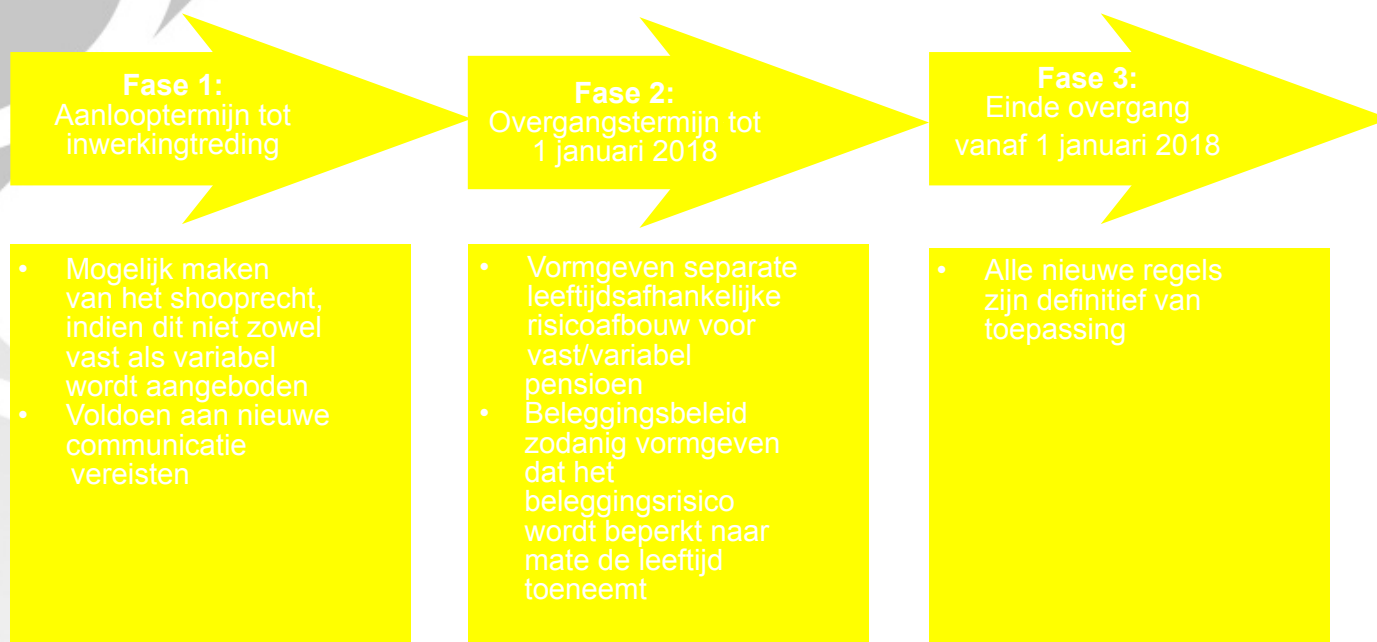 Fase 1:
Aanlooptermijn tot
inwerkingtreding
Fase 2:
Overgangstermijn tot
1 januari 2018
Fase 3:
Einde overgang
vanaf 1 januari 2018
• Mogelijk maken
van het shooprecht,
indien dit niet zowel
vast als variabel
wordt aangeboden
• Voldoen aan nieuwe
communicatie
vereisten
• Vormgeven separate
leeftijdsafhankelijke
risicoafbouw voor
vast/variabel
pensioen
• Beleggingsbeleid
zodanig vormgeven
dat het
beleggingsrisico
wordt beperkt naar
mate de leeftijd
toeneemt
• Alle nieuwe regels
zijn definitief van
toepassing